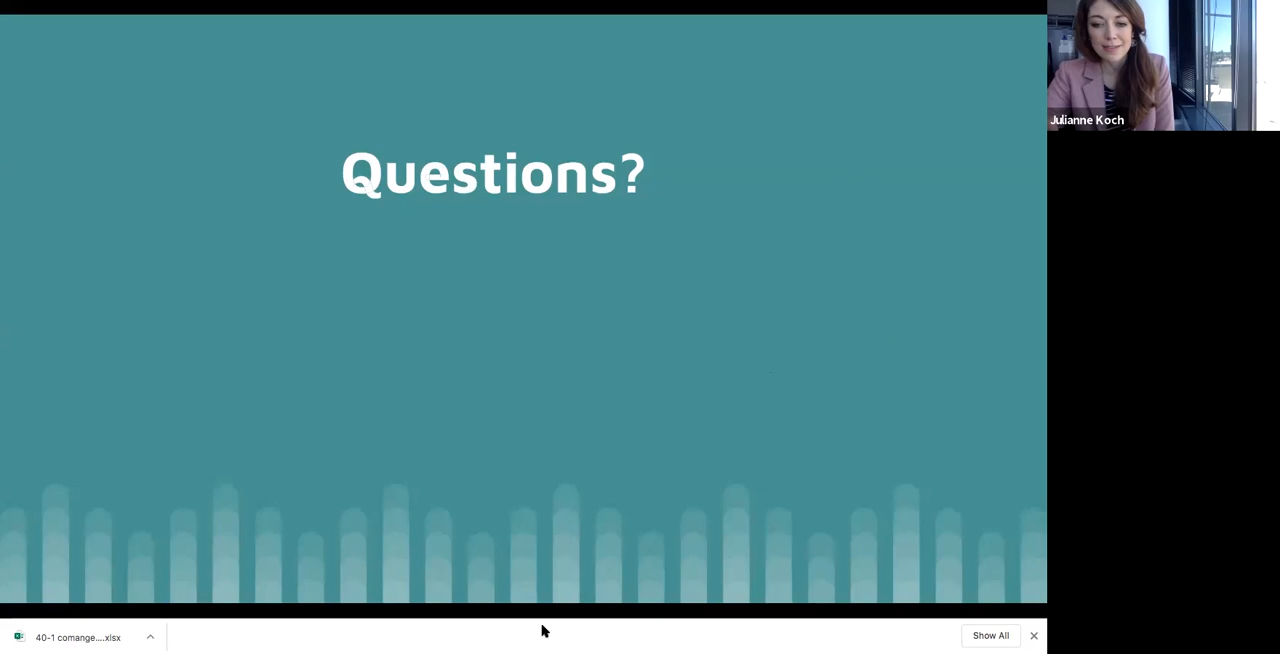 Questions?
Julianne Koch
40-1 comange....xlsx
Show All